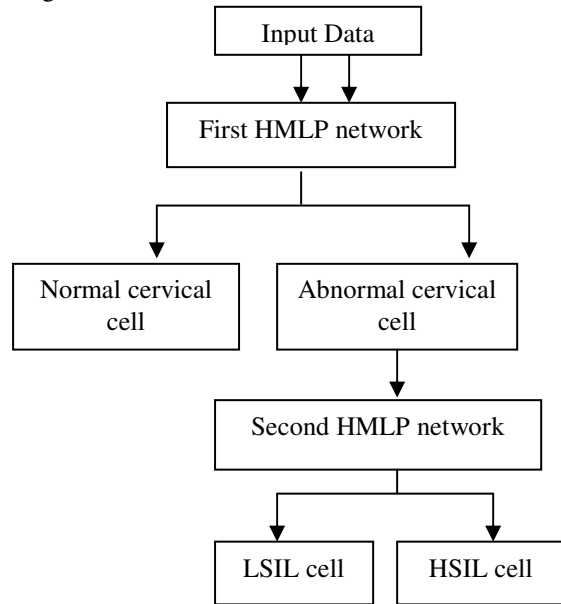 Input Data
First HMLP network
Normal cervical
cell
Abnormal cervical
cell
Second HMLP network
LSIL cell
HSIL cell